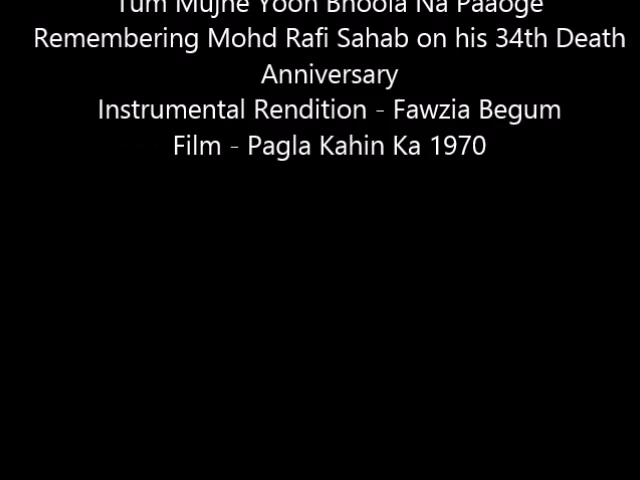 Tum Mujhe Yoon Bhoola Na Paaoge
Remembering Mohd Rafi Sahab on his 34th Death
Anniversary
Instrumental Rendition - Fawzia Begum
Film - Pagla Kahin Ka 1970